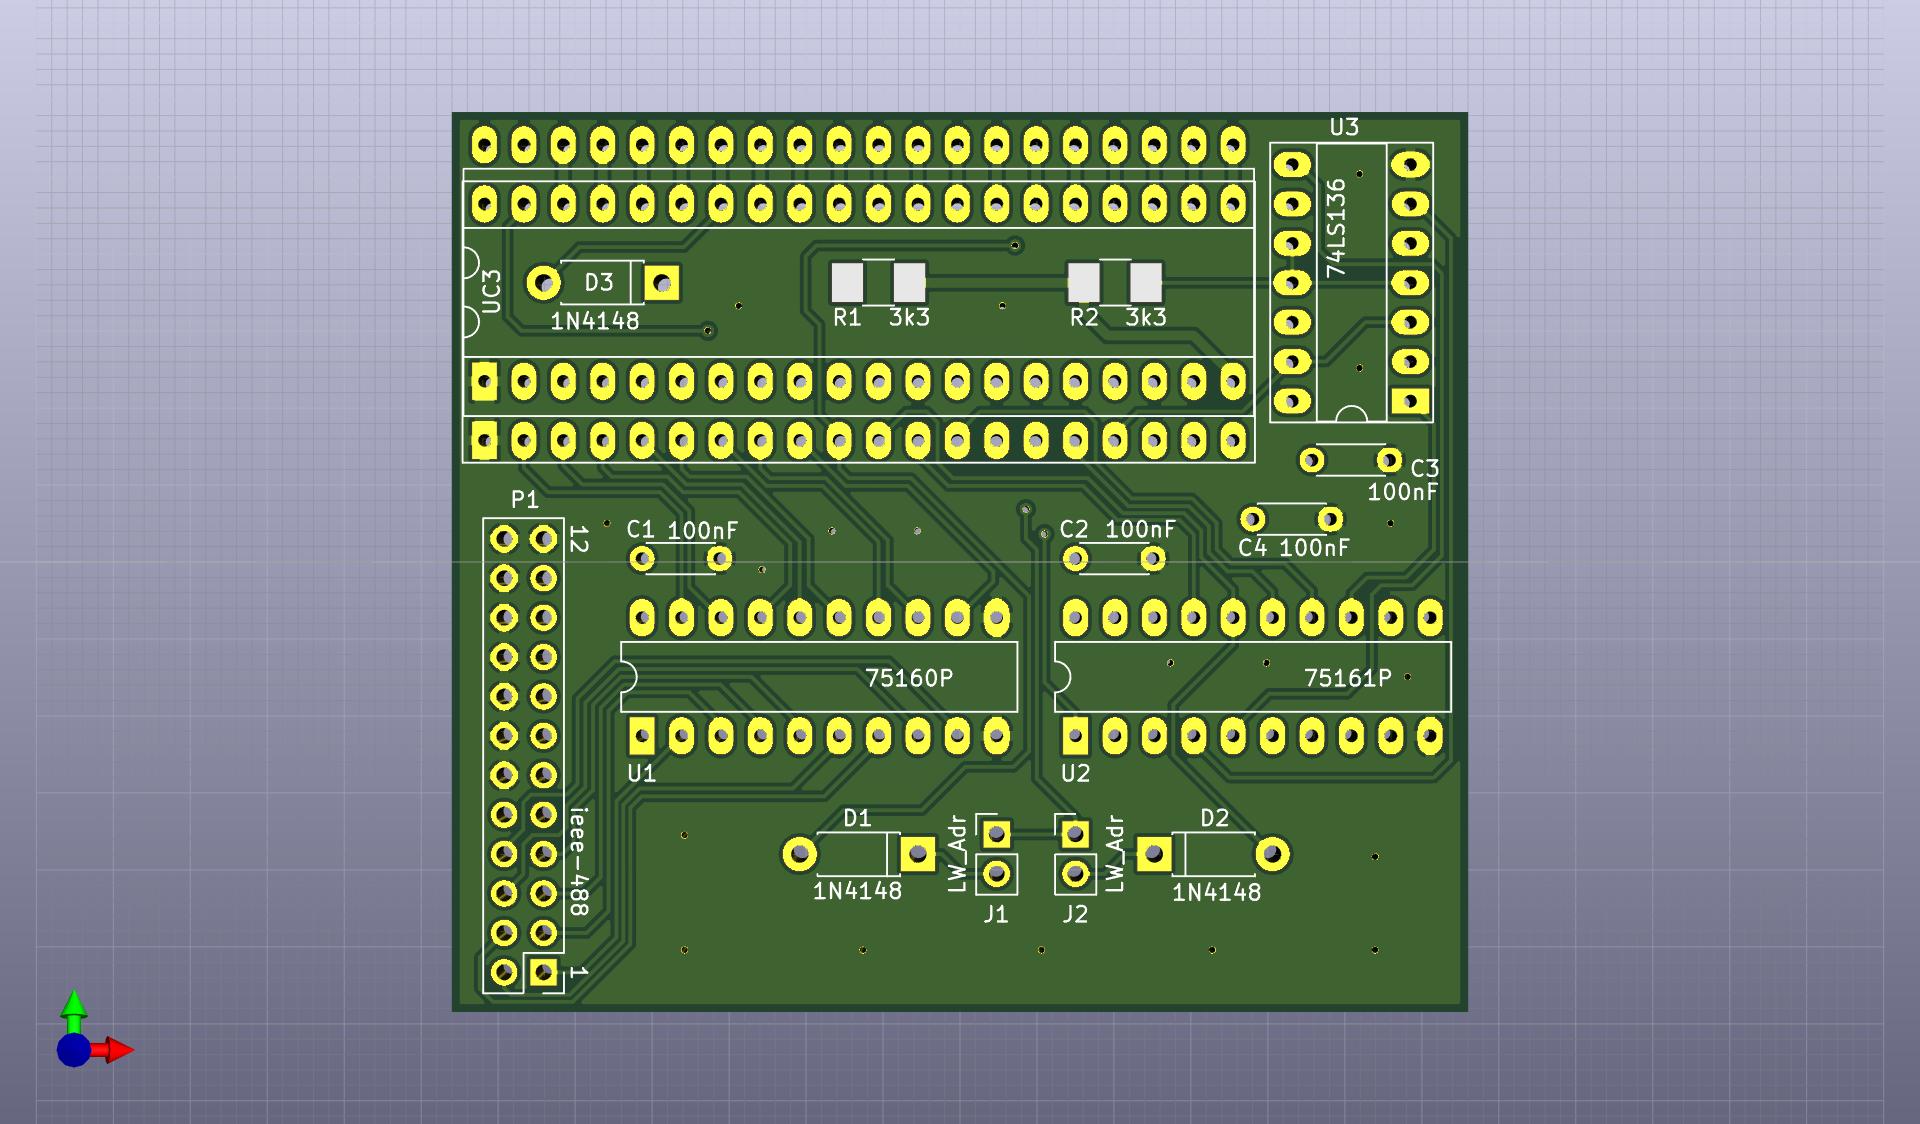 U3
74LS136
UC3
D3
1N4148
R1 3k3
R2 3k3
C3
100nF
P1
12
C1 100nF
C2 100nF
C4 100nF
75160P
75161P
U1
U2
ieee-488
D1
1N4148
LW_Adr
LW_Adr
D2
1N4148
J1
J2
1